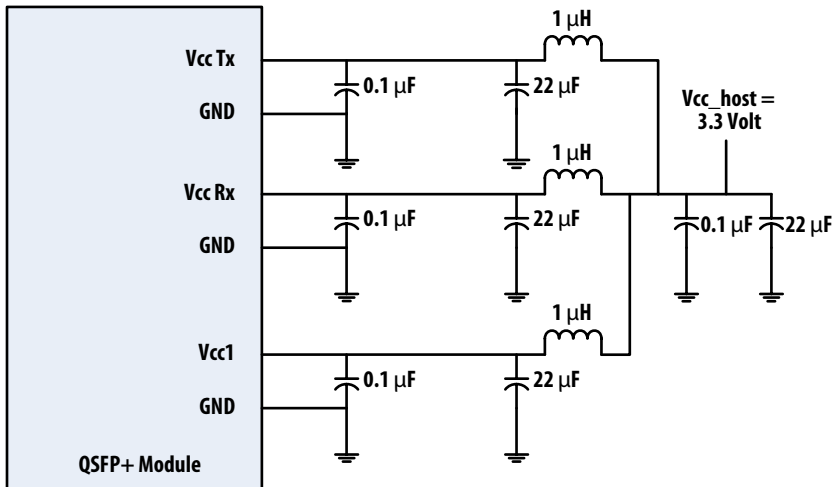 1 μH
Vcc Tx
0.1 μF
22 μF
GND
Vcc_host =
3.3 Volt
1 μH
Vcc Rx
0.1 μF
22 μF
0.1 μF
22 μF
GND
1 μH
Vcc1
0.1 μF
22 μF
GND
QSFP+ Module